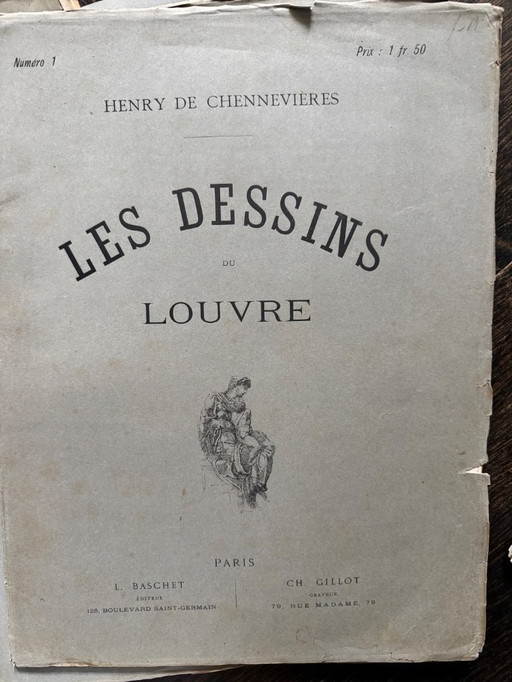 Numéro 1
Prix : 1 fr 50
HENRY DE CHENNEVIÈRES
LES DESSINS
DU
LOUVRE
PARIS
L. BASCHET
ÉDITEUR
125, BOULEVARD SAINT-GERMAIN
CH. GILLOT
GRAVEUR
79, RUE MADAME, 79